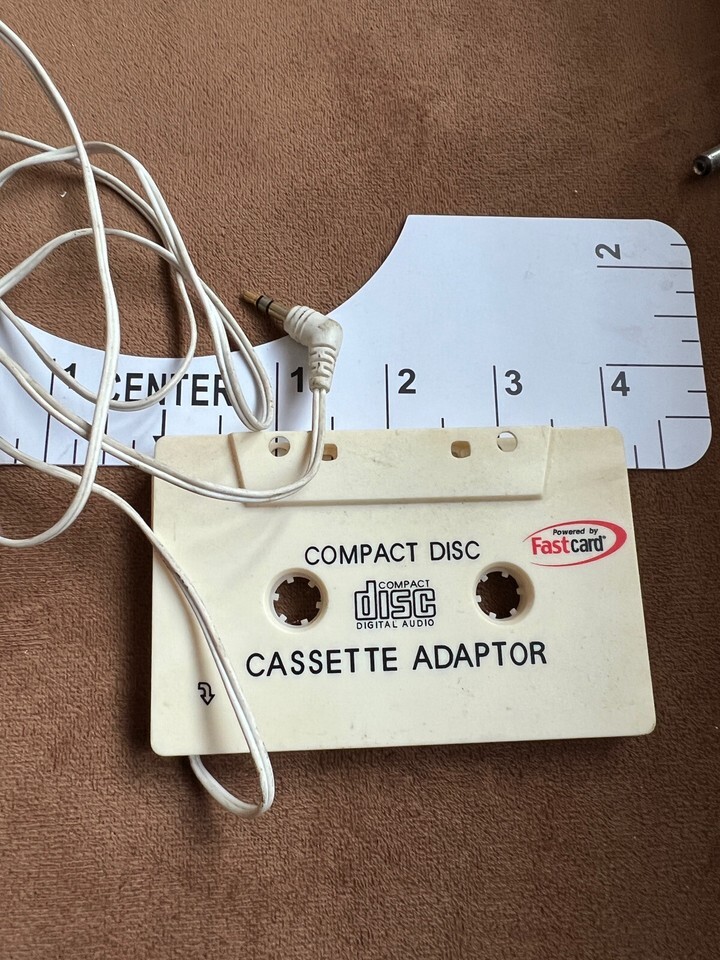 2
1 CENTER 1 2 3 4
COMPACT DISC
Powered by
Fastcard®
COMPACT
disc
DIGITAL AUDIO
CASSETTE ADAPTOR